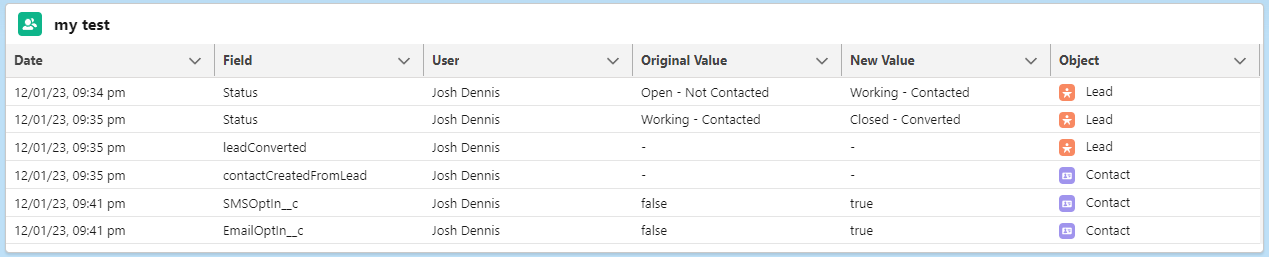 my test
Date Field User Original Value New Value Object
12/01/23, 09:34 pm Status Josh Dennis Open - Not Contacted Working - Contacted Lead
12/01/23, 09:35 pm Status Josh Dennis Working - Contacted Closed - Converted Lead
12/01/23, 09:35 pm leadConverted Josh Dennis - - Lead
12/01/23, 09:35 pm contactCreatedFromLead Josh Dennis - - Contact
12/01/23, 09:41 pm SMSOptIn__c Josh Dennis false true Contact
12/01/23, 09:41 pm EmailOptIn__c Josh Dennis false true Contact